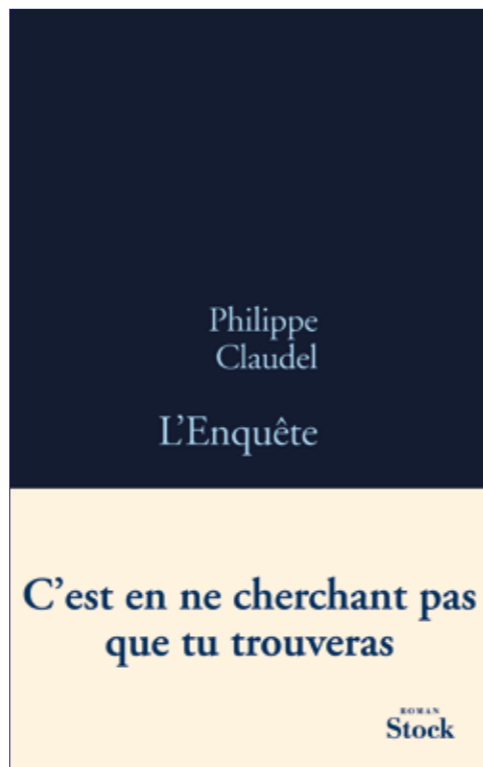 Philippe
Claudel
L’Enquête
C’est en ne cherchant pas
que tu trouveras
ROMAN
Stock